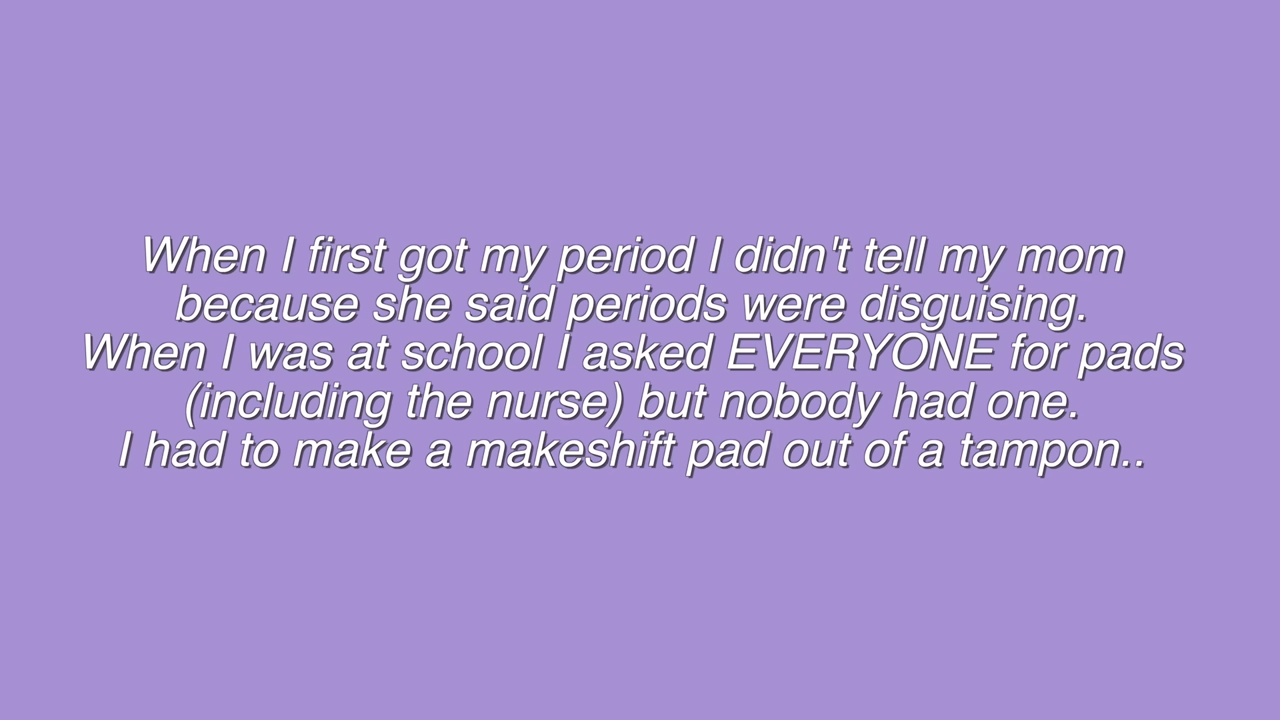 When I first got my period I didn't tell my mom
because she said periods were disguising.
When I was at school I asked EVERYONE for pads
(including the nurse) but nobody had one.
I had to make a makeshift pad out of a tampon..